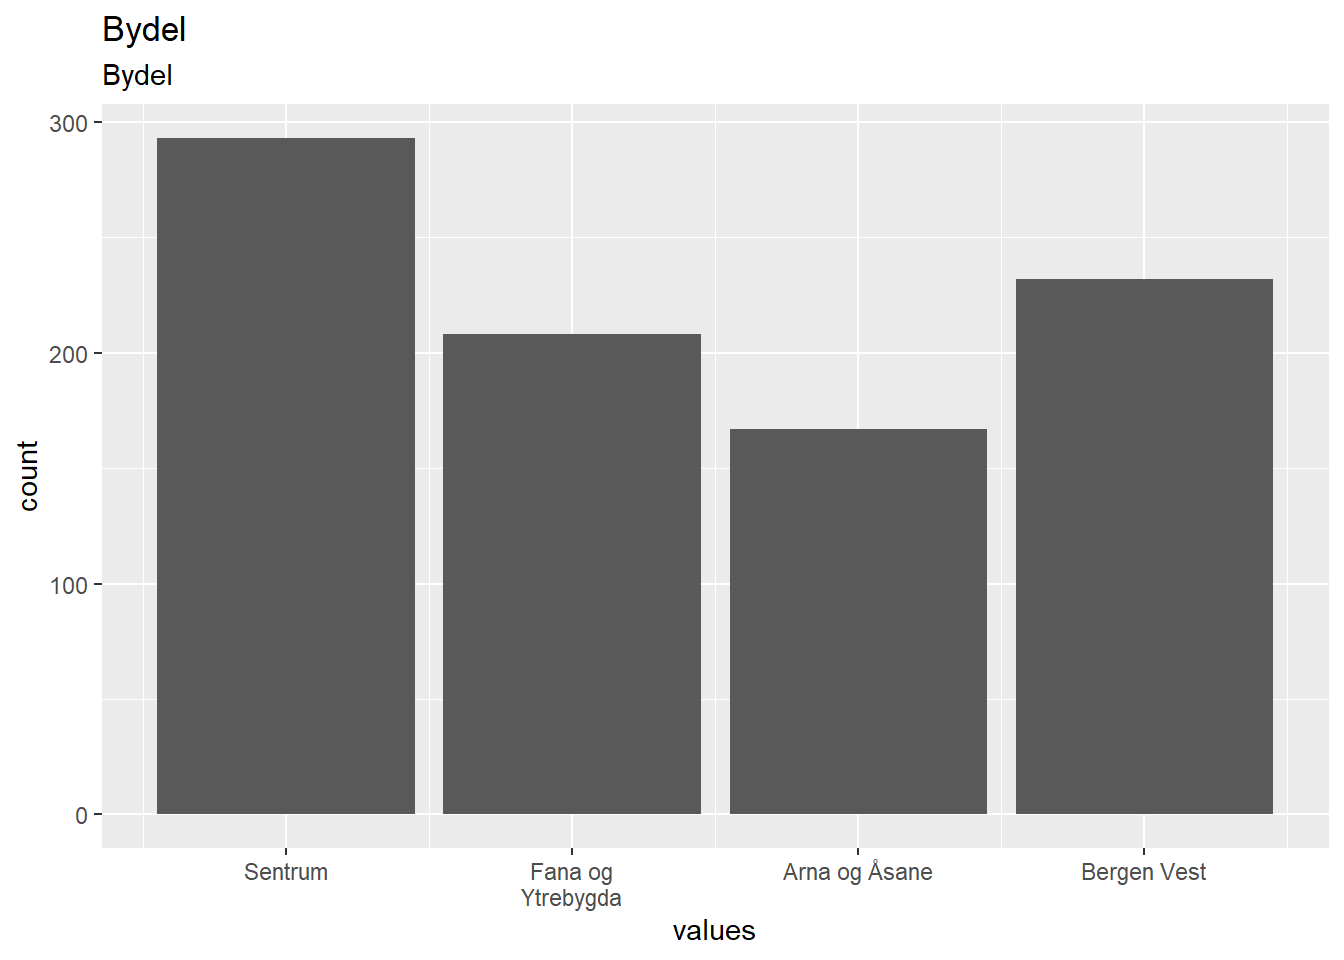 Bydel
Bydel
300
200
100
0
count
Sentrum
Fana og
Ytrebygda
Arna og Åsane
Bergen Vest
values